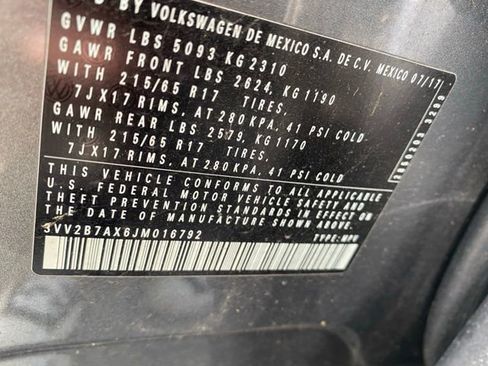 BY VOLKSWAGEN DE MEXICO S.A. DE C.V. MEXICO 07/17
GVWR LBS 5093 KG 2310
GAWR FRONT LBS 2624, KG 1190
WITH 215/65 R17 TIRES,
7JX17 RIMS, AT 280 KPA, 41 PSI COLD
GAWR REAR LBS 2579, KG 1170
WITH 215/65 R17 TIRES,
7JX17 RIMS, AT 280 KPA, 41 PSI COLD
THIS VEHICLE CONFORMS TO ALL APPLICABLE
U.S. FEDERAL MOTOR VEHICLE SAFETY AND
THEFT PREVENTION STANDARDS IN EFFECT ON
THE DATE OF MANUFACTURE SHOWN ABOVE.
3VV2B7AX6JM016792 TYPE: MPV